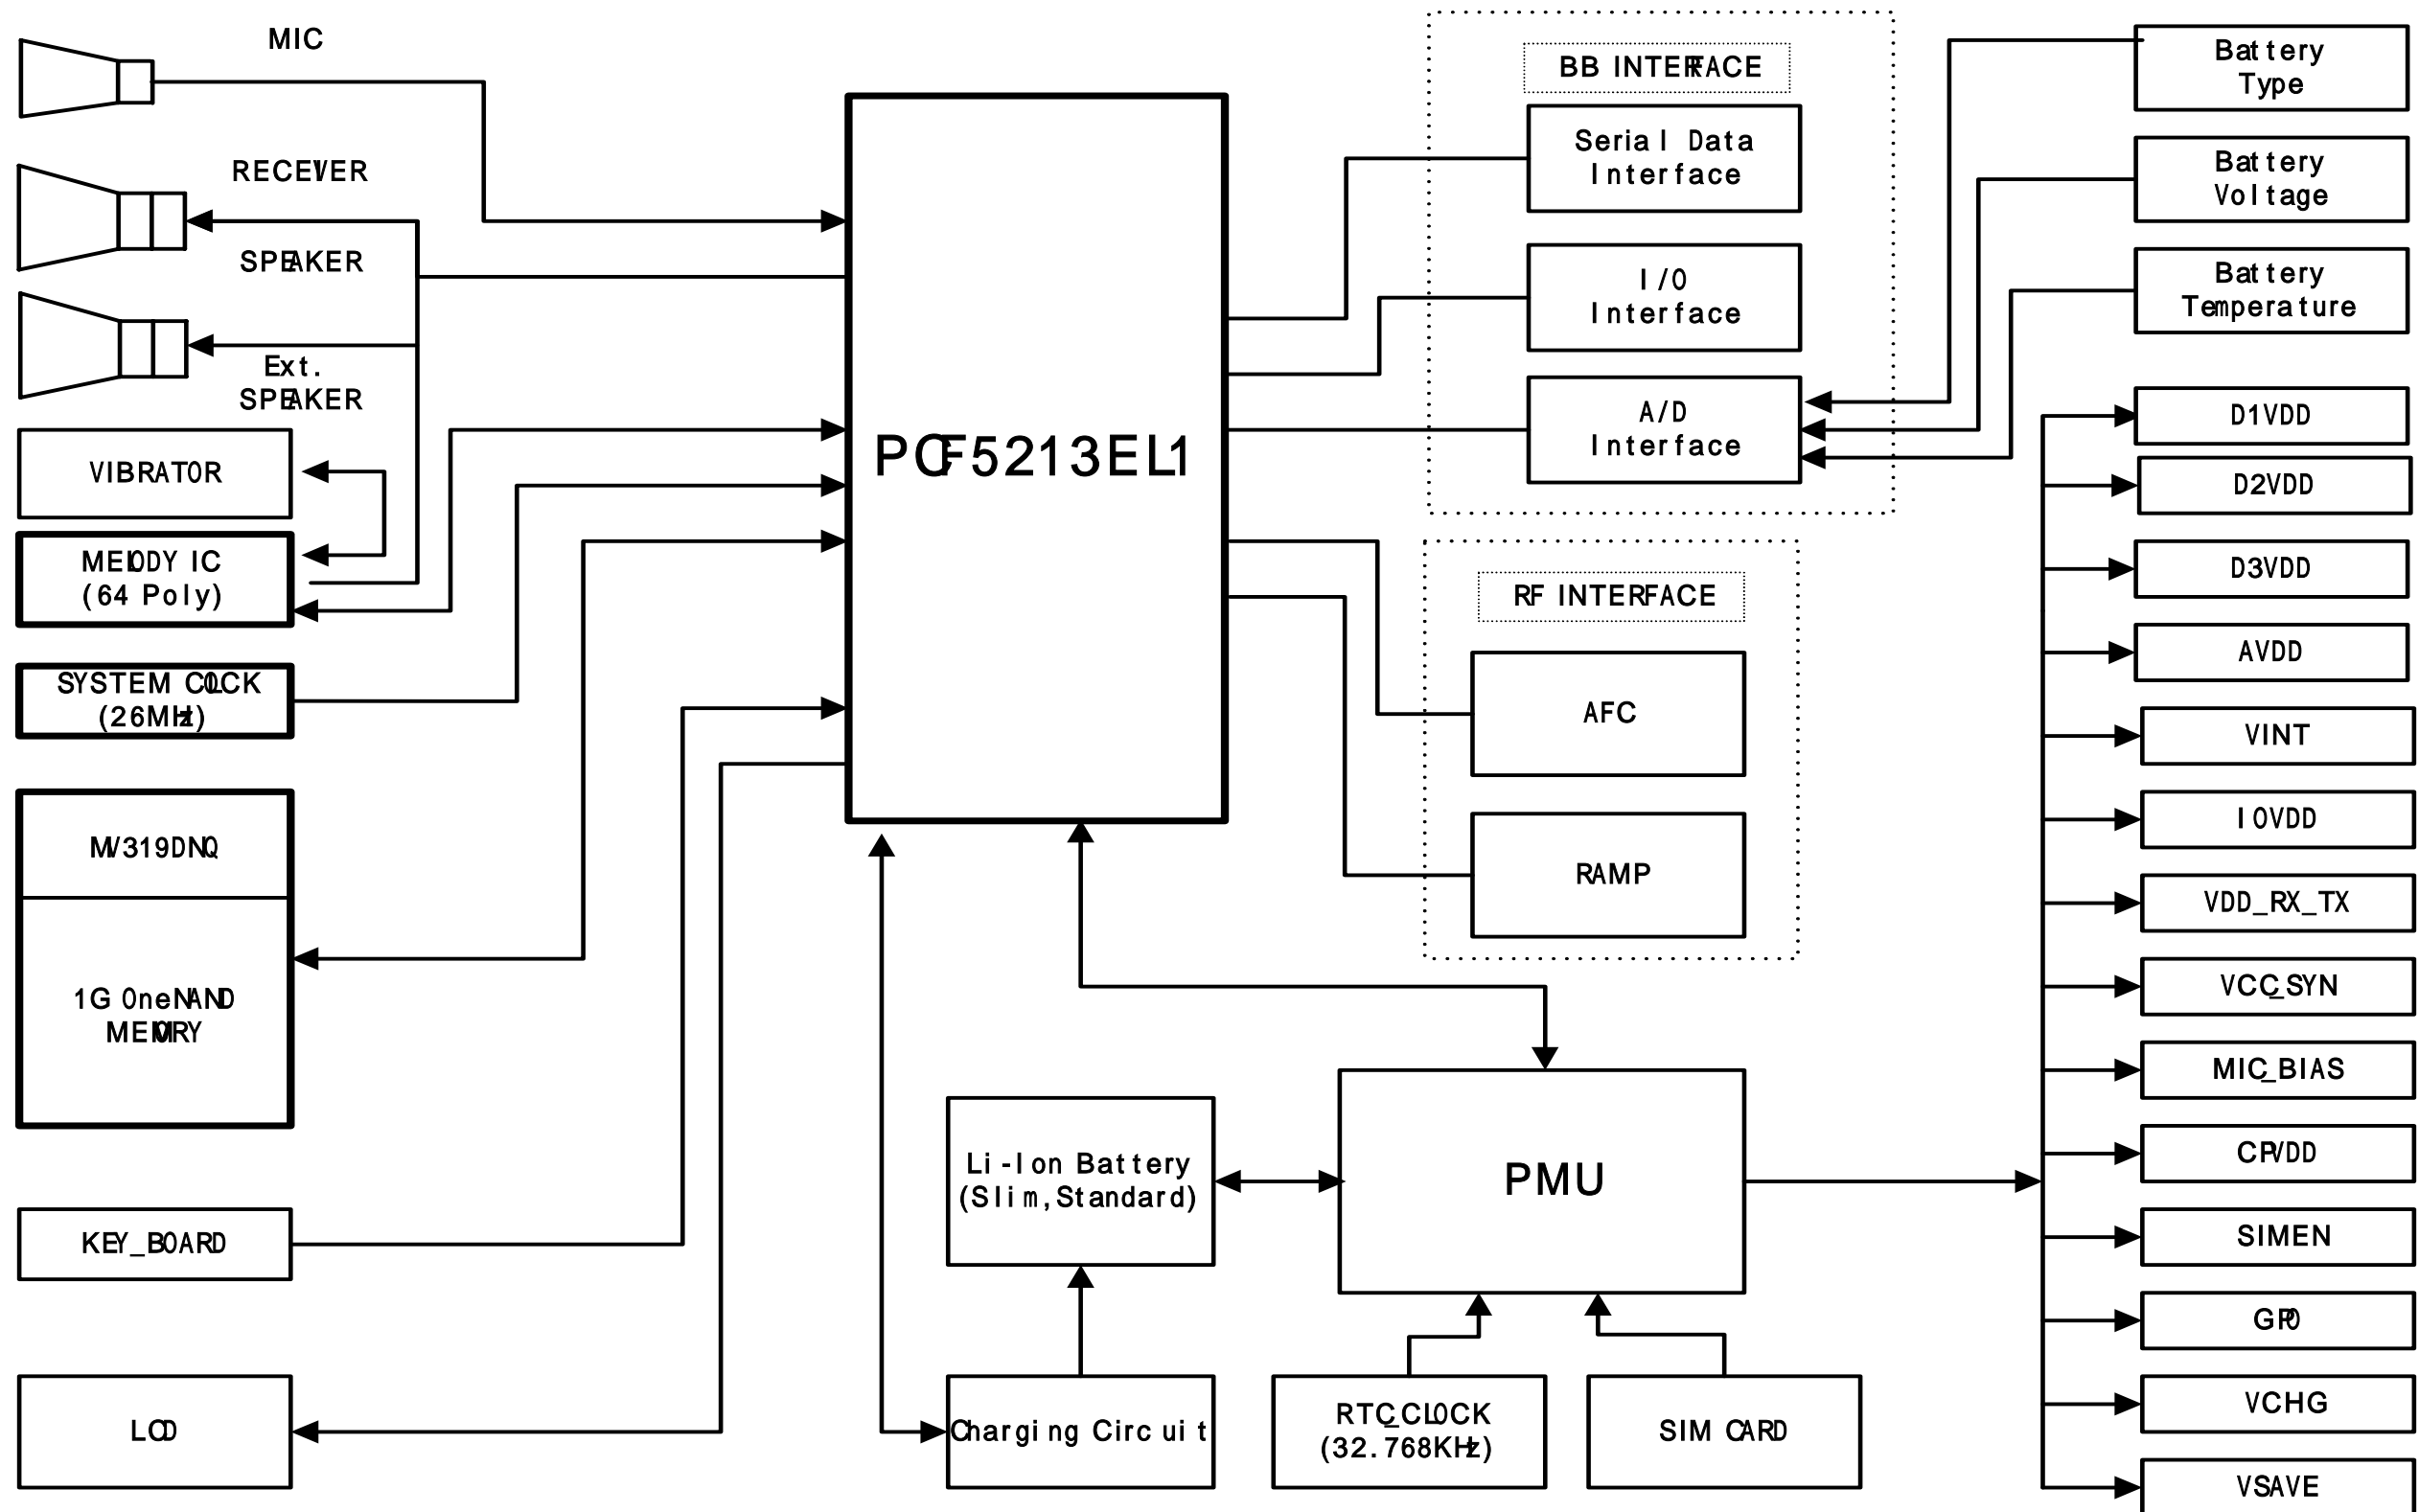 MIC
RECEIVER
SPEAKER
Ext.
SPEAKER
VIBRATOR
MELODY IC
(64 Poly)
SYSTEM CLOCK
(26MHz)
MV319DNQ
1G OneNAND
MEMORY
KEY_BOARD
LCD
PCF5213EL1
BB INTERFACE
Serial Data
Interface
I/O
Interface
A/D
Interface
RF INTERFACE
AFC
RAMP
Li-Ion Battery
(Slim,Standard)
PMU
Charging Circuit
RTC_CLOCK
(32.768KHz)
SIM CARD
Battery
Type
Battery
Voltage
Battery
Temperature
D1VDD
D2VDD
D3VDD
AVDD
VINT
IOVDD
VDD_RX_TX
VCC_SYN
MIC_BIAS
CPVDD
SIMEN
GPO
VCHG
VSAVE